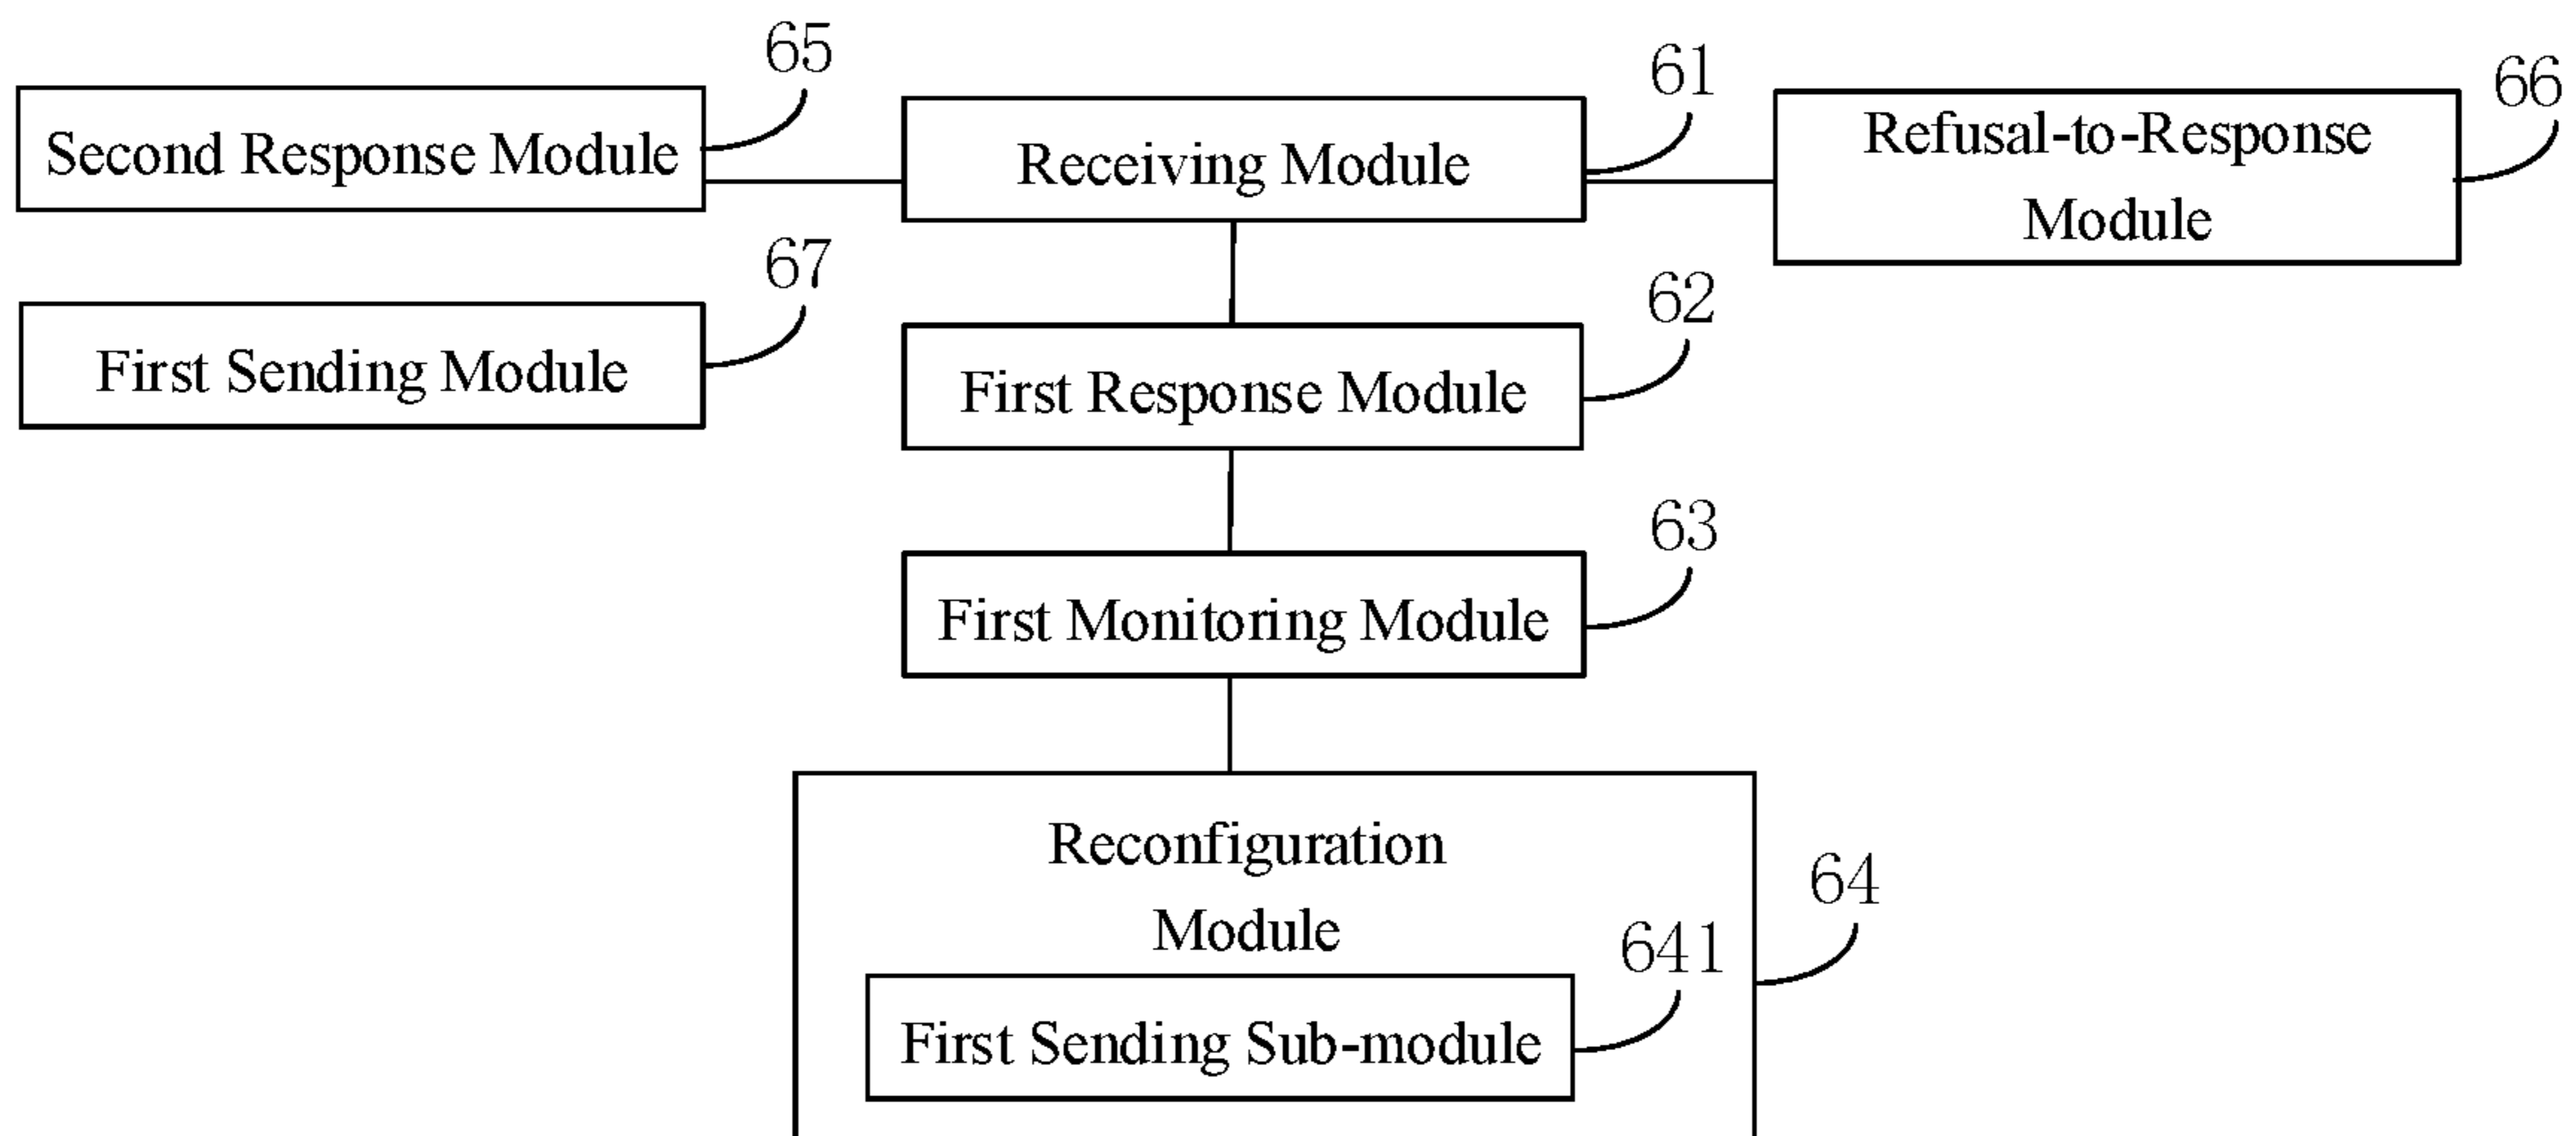 65
61
66
Second Response Module
Receiving Module
Refusal-to-Response
Module
67
62
First Sending Module
First Response Module
63
First Monitoring Module
Reconfiguration
Module
64
641
First Sending Sub-module